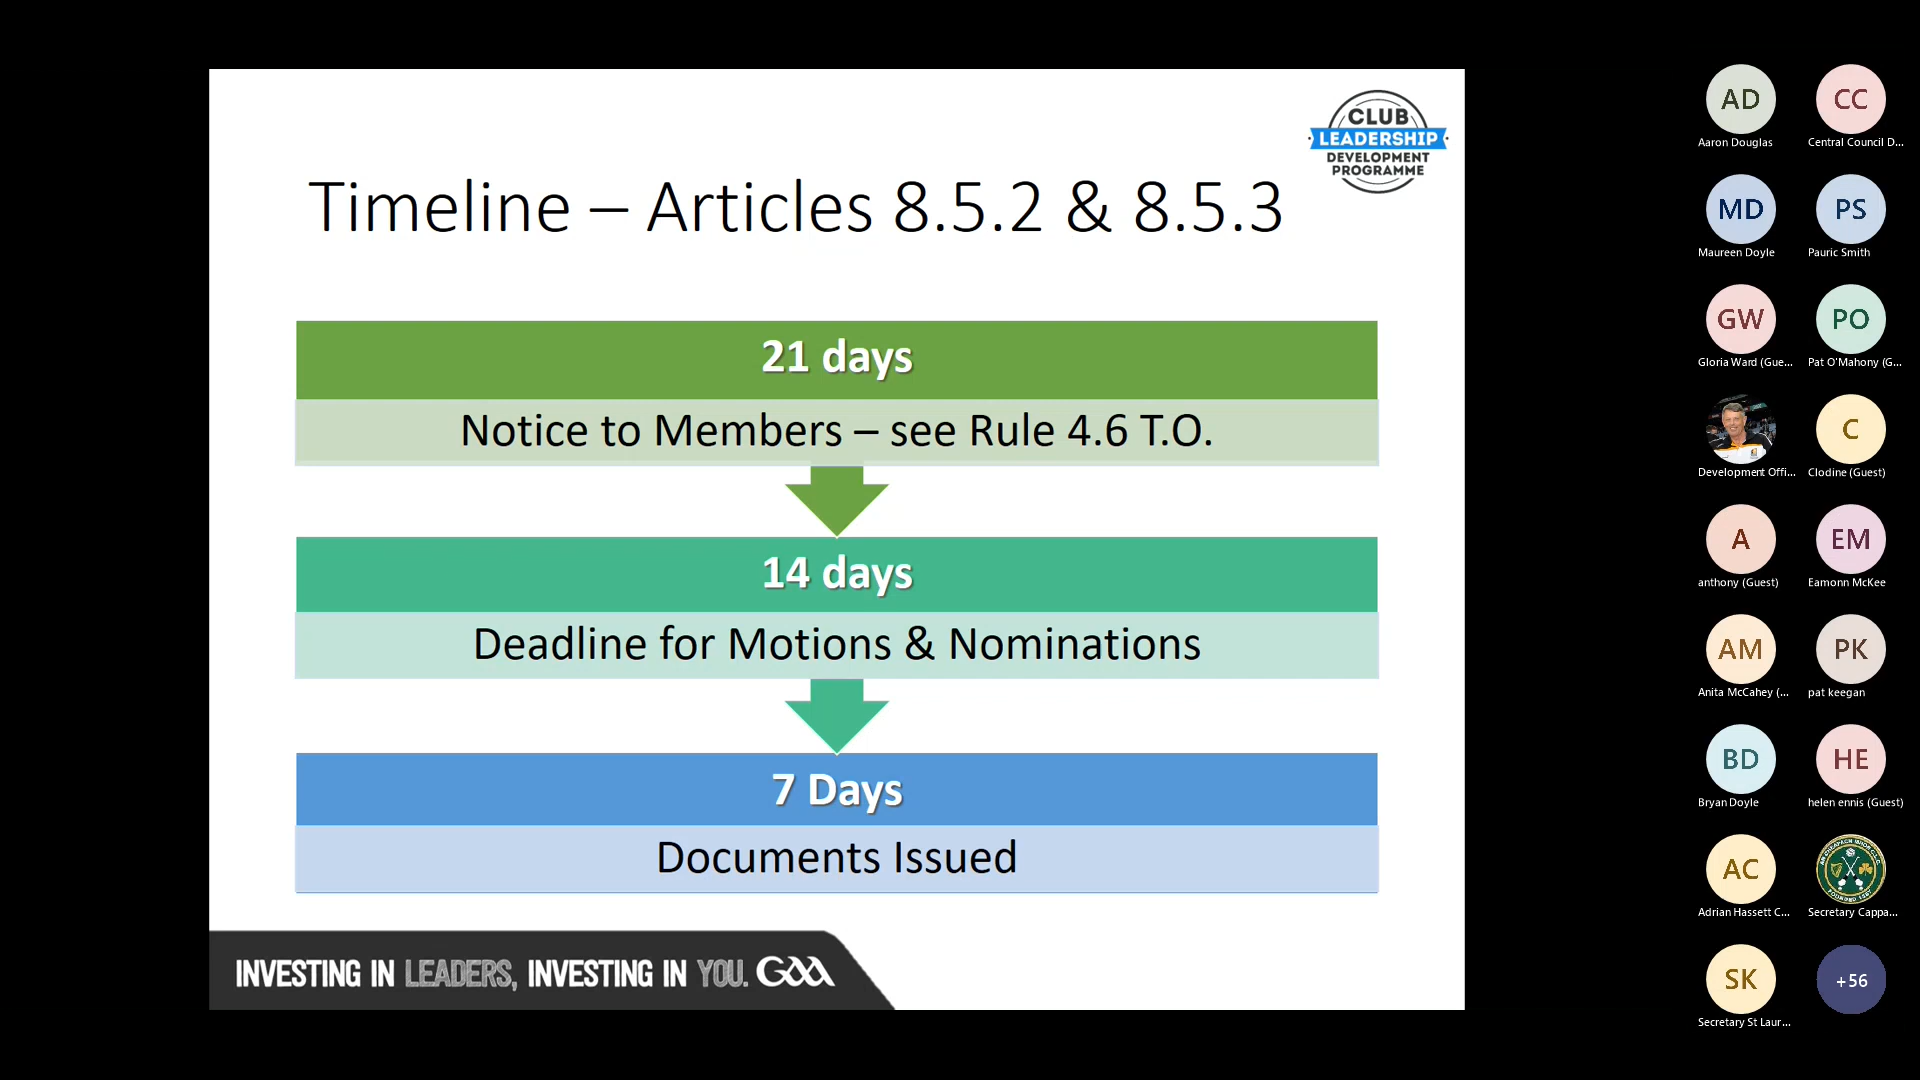 CLUB
LEADERSHIP
DEVELOPMENT
PROGRAMME
Timeline – Articles 8.5.2 & 8.5.3
21 days
Notice to Members – see Rule 4.6 T.O.
14 days
Deadline for Motions & Nominations
7 Days
Documents Issued
INVESTING IN LEADERS, INVESTING IN YOU. GAA
AD
Aaron Douglas
CC
Central Council D...
MD
Maureen Doyle
PS
Pauric Smith
GW
Gloria Ward (Gue...
PO
Pat O'Mahony (G...
Development Offi...
C
Clodine (Guest)
A
anthony (Guest)
EM
Eamonn McKee
AM
Anita McCahey (...
PK
pat keegan
BD
Bryan Doyle
HE
helen ennis (Guest)
AC
Adrian Hassett C...
Secretary Cappa...
SK
Secretary St Laur...
+56